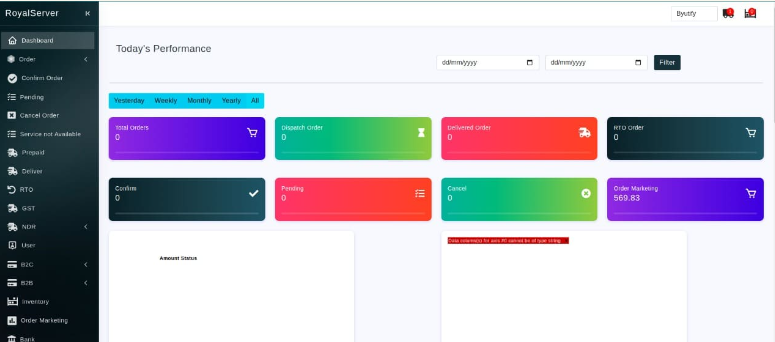 RoyalServer
Byutify
Dashboard
Order
Confirm Order
Pending
Cancel Order
Service not Available
Prepaid
Deliver
RTO
GST
NDR
User
B2C
B2B
Inventory
Order Marketing
Bank
Today's Performance
dd/mm/yyyy
dd/mm/yyyy
Filter
Yesterday Weekly Monthly Yearly All
Total Orders
0
Dispatch Order
0
Delivered Order
0
RTO Order
0
Confirm
0
Pending
0
Cancel
0
Order Marketing
569.83
Amount Status
Data column(s) for axis #0 cannot be of type string